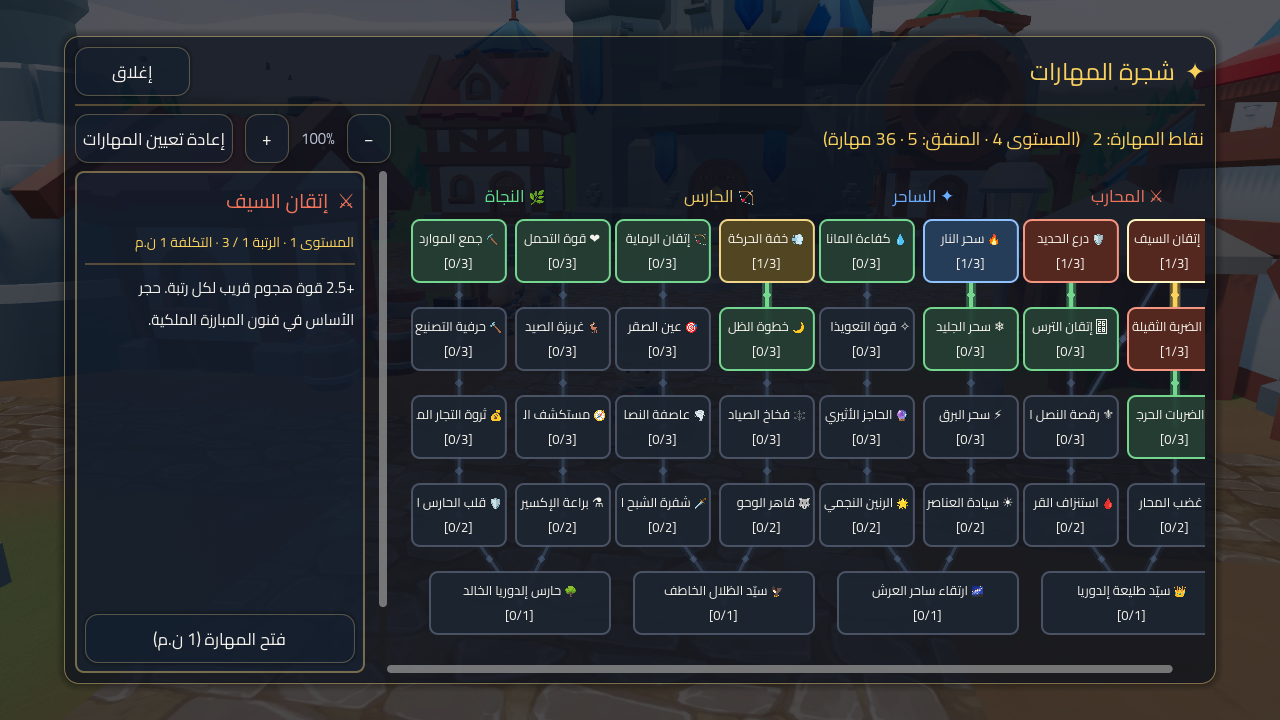 ✦ شجرة المهارات
إغلاق
نقاط المهارة: 2 (المستوى 4 · المنفق: 5 · 36 مهارة)
−
100%
+
إعادة تعيين المهارات
⚔ المحارب
✦ الساحر
🏹 الحارس
🌿 النجاة
إتقان السيف
[1/3]
🛡 درع الحديد
[1/3]
🔥 سحر النار
[1/3]
💧 كفاءة المانا
[0/3]
💨 خفة الحركة
[1/3]
🏹 إتقان الرماية
[0/3]
❤ قوة التحمل
[0/3]
⛏ جمع الموارد
[0/3]
الضربة الثقيلة
[1/3]
إتقان الترس
[0/3]
❄ سحر الجليد
[0/3]
✧ قوة التعويذا
[0/3]
🌙 خطوة الظل
[0/3]
🎯 عين الصقر
[0/3]
🦌 غريزة الصيد
[0/3]
🔨 حرفية التصنيع
[0/3]
الضربات الحرج
[0/3]
⚜ رقصة النصل ا
[0/3]
⚡ سحر البرق
[0/3]
🔮 الحاجز الأثيري
[0/3]
🕸 فخاخ الصياد
[0/3]
🌪 عاصفة النصا
[0/3]
🧭 مستكشف ال
[0/3]
💰 ثروة التجار الم
[0/3]
غضب المحار
[0/2]
🩸 استنزاف القر
[0/2]
☀ سيادة العناصر
[0/2]
🌟 الرنين النجمي
[0/2]
🐺 قاهر الوحو
[0/2]
🗡 شفرة الشبح ا
[0/2]
⚗ براعة الإكسير
[0/2]
🛡 قلب الحارس ا
[0/2]
👑 سيّد طليعة إلدوريا
[0/1]
🌌 ارتقاء ساحر العرش
[0/1]
🦅 سيّد الظلال الخاطف
[0/1]
🌳 حارس إلدوريا الخالد
[0/1]
⚔ إتقان السيف
المستوى 1 · الرتبة 1 / 3 · التكلفة 1 ن.م
+2.5 قوة هجوم قريب لكل رتبة. حجر
الأساس في فنون المبارزة الملكية.
فتح المهارة (1 ن.م)